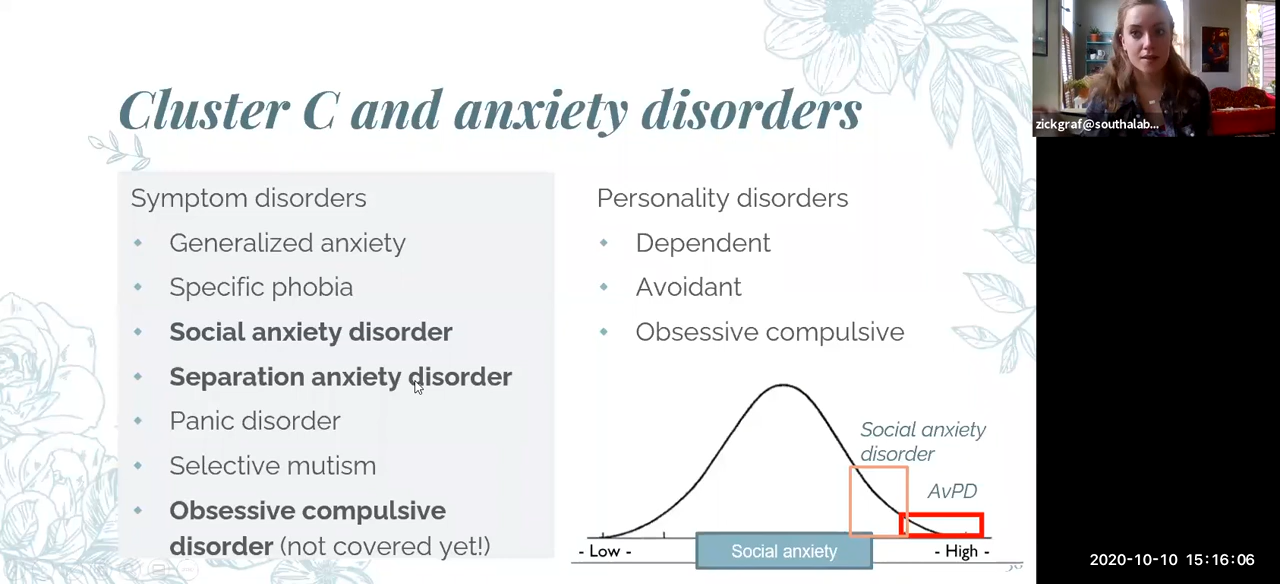 Cluster C and anxiety disorders
Symptom disorders
Generalized anxiety
Specific phobia
Social anxiety disorder
Separation anxiety disorder
Panic disorder
Selective mutism
Obsessive compulsive
disorder (not covered yet!)
Personality disorders
Dependent
Avoidant
Obsessive compulsive
Social anxiety
disorder
AvPD
- Low -
Social anxiety
- High -
zickgraf@southalab...
2020-10-10 15:16:06